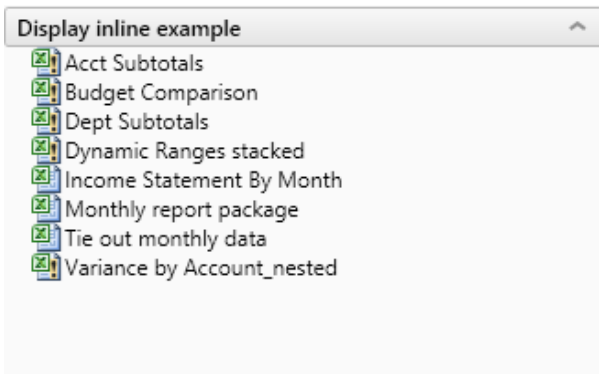 Display inline example
Acct Subtotals
Budget Comparison
Dept Subtotals
Dynamic Ranges stacked
Income Statement By Month
Monthly report package
Tie out monthly data
Variance by Account_nested